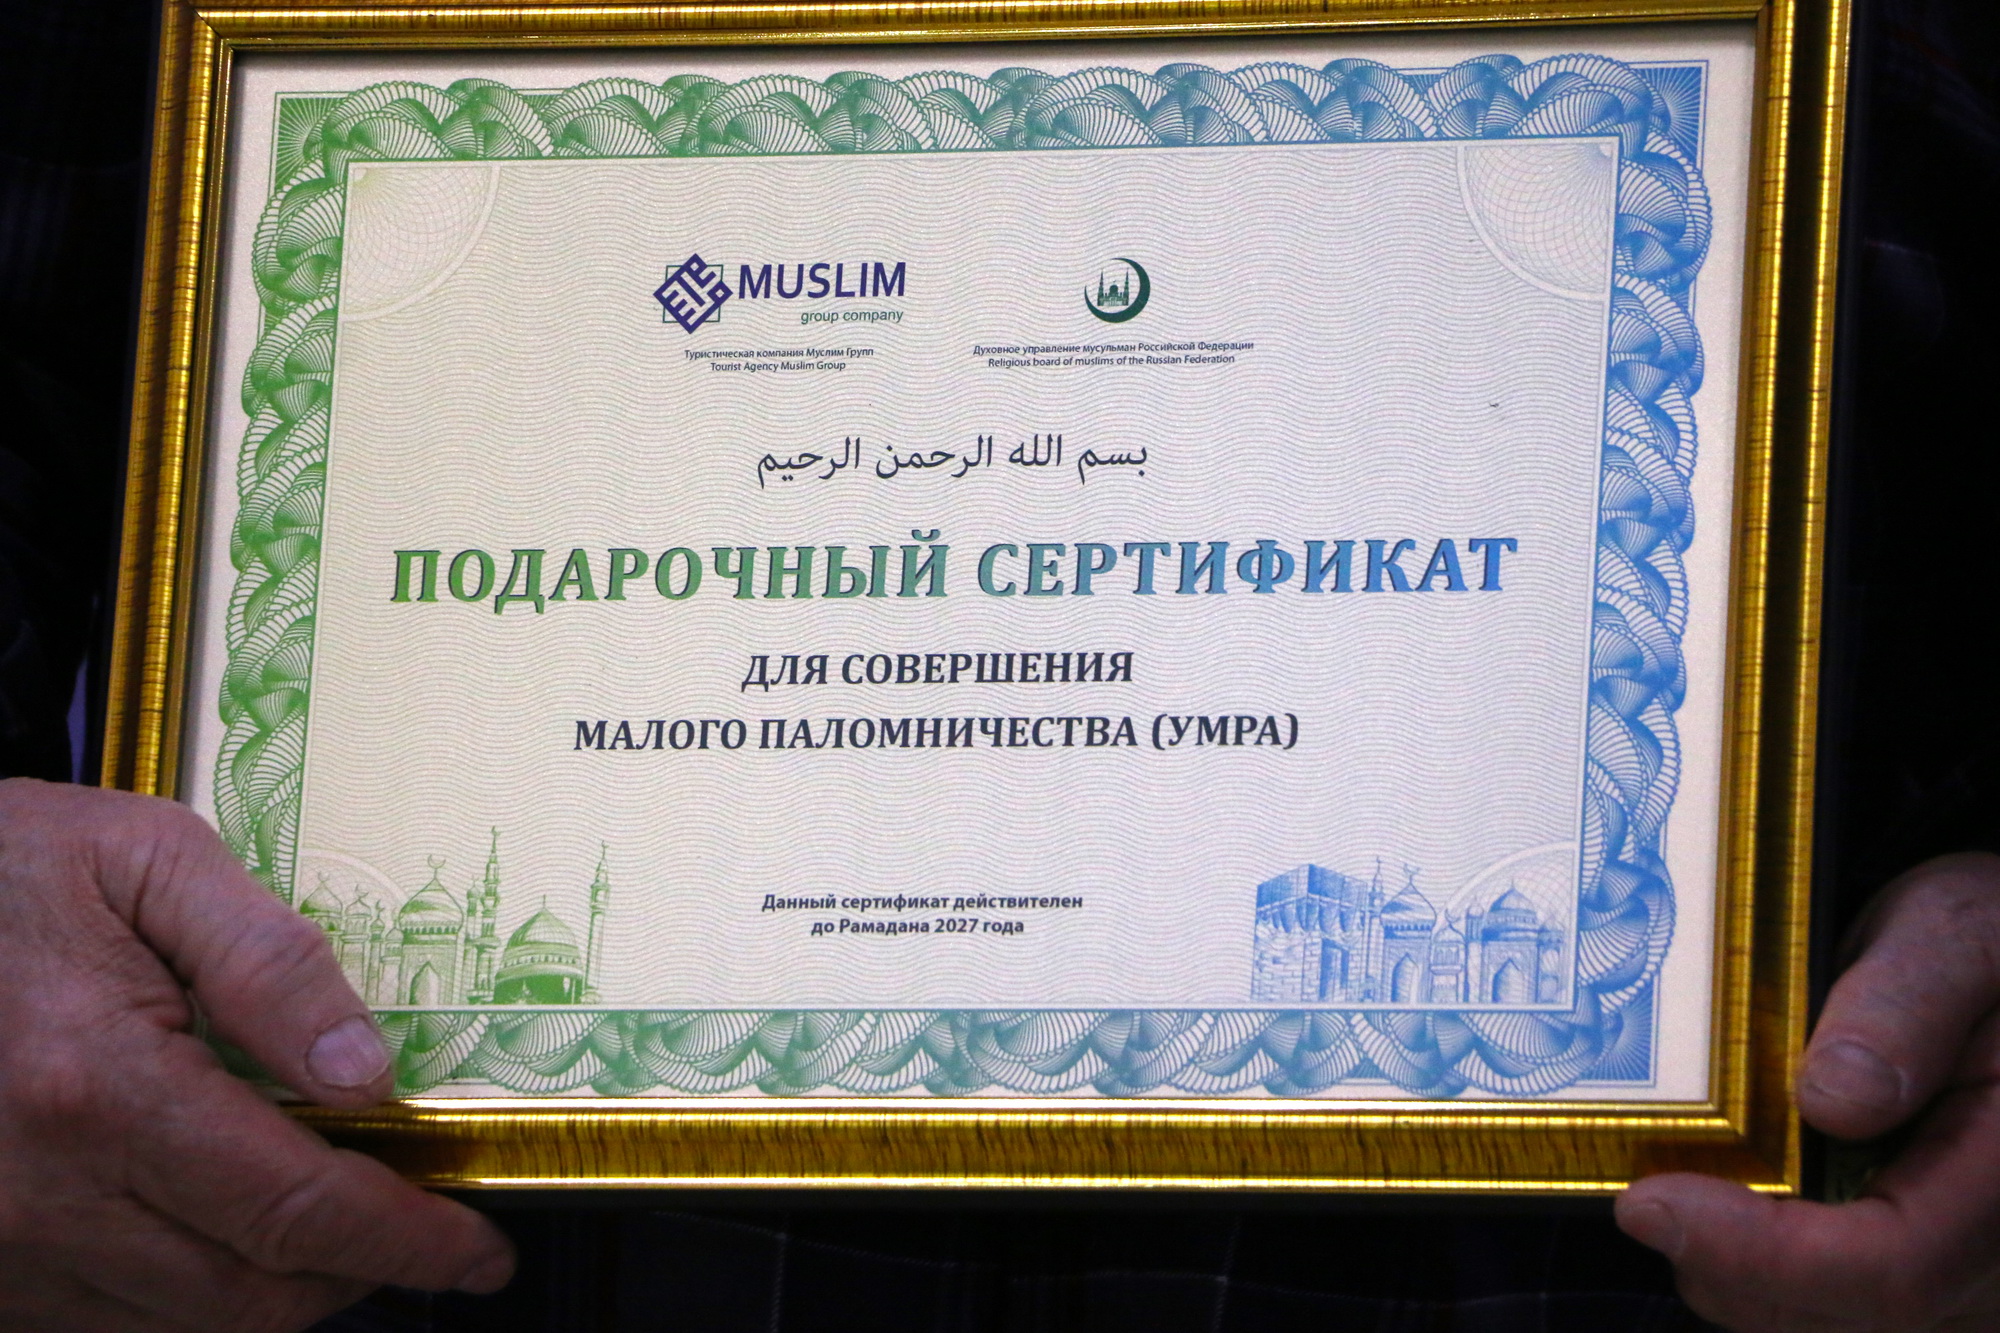 MUSLIM
group company
Туристическая компания Муслим Групп
Tourist Agency Muslim Group
Духовное управление мусульман Российской Федерации
Religious board of muslims of the Russian Federation
بسم الله الرحمن الرحيم
ПОДАРОЧНЫЙ СЕРТИФИКАТ
ДЛЯ СОВЕРШЕНИЯ
МАЛОГО ПАЛОМНИЧЕСТВА (УМРА)
Данный сертификат действителен
до Рамадана 2027 года